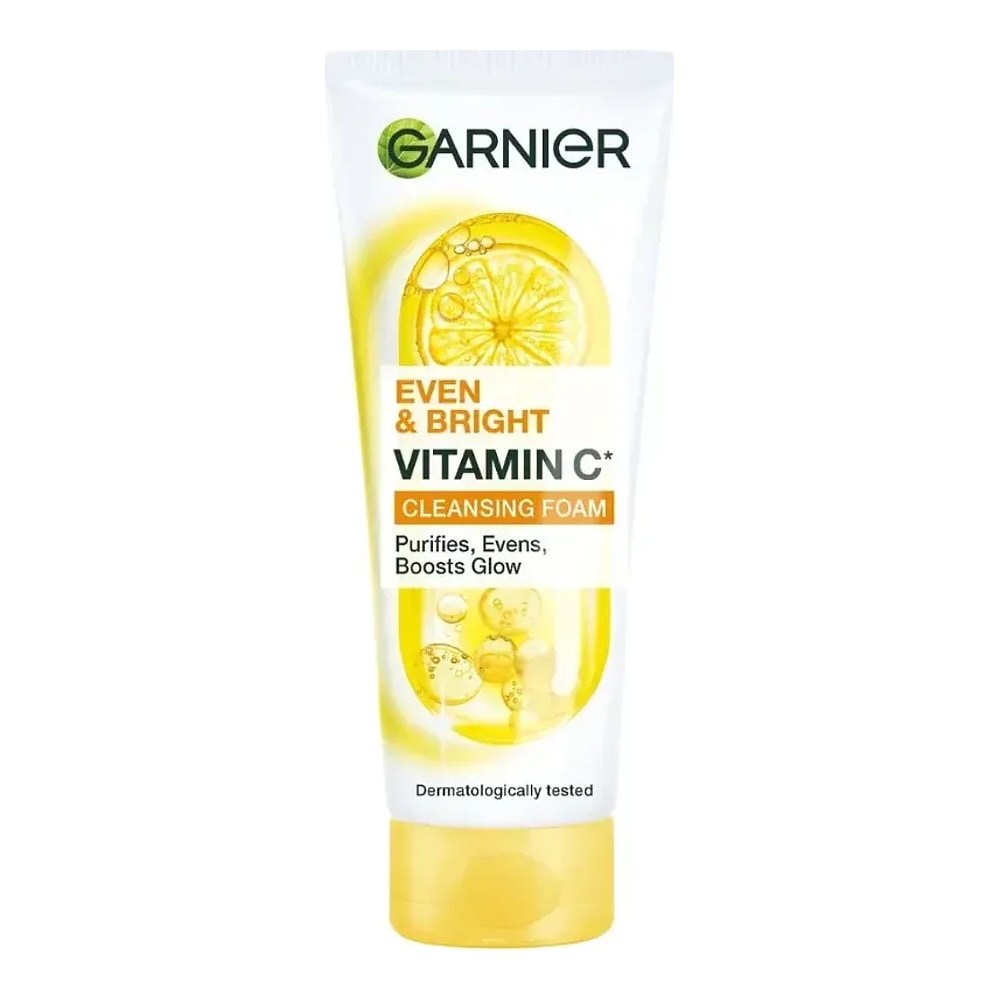 GARNIER
EVEN
& BRIGHT
VITAMIN C*
CLEANSING FOAM
Purifies, Evens,
Boosts Glow
Dermatologically tested